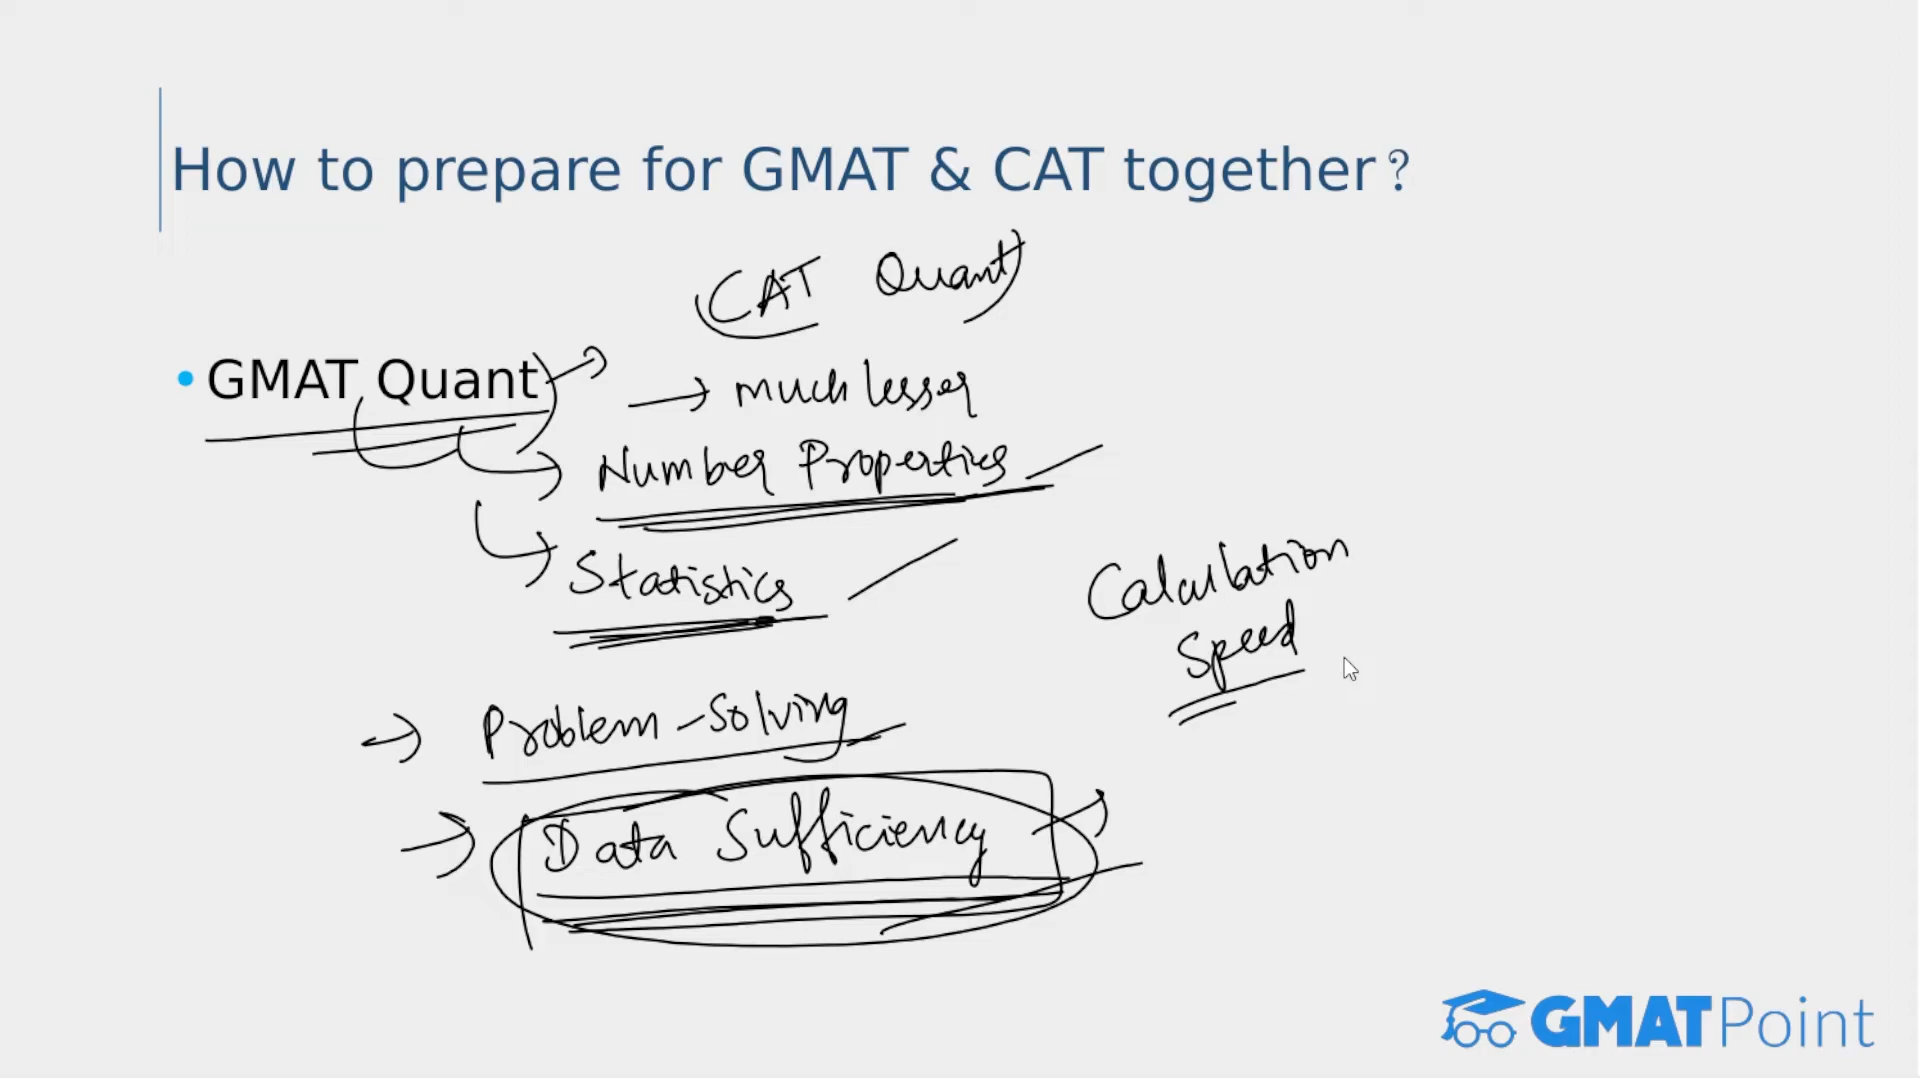 How to prepare for GMAT & CAT together?
CAT Quant
• GMAT Quant
much lesser
Number Properties
Statistics
Calculation
Speed
Problem-Solving
Data Sufficiency
GMATPoint